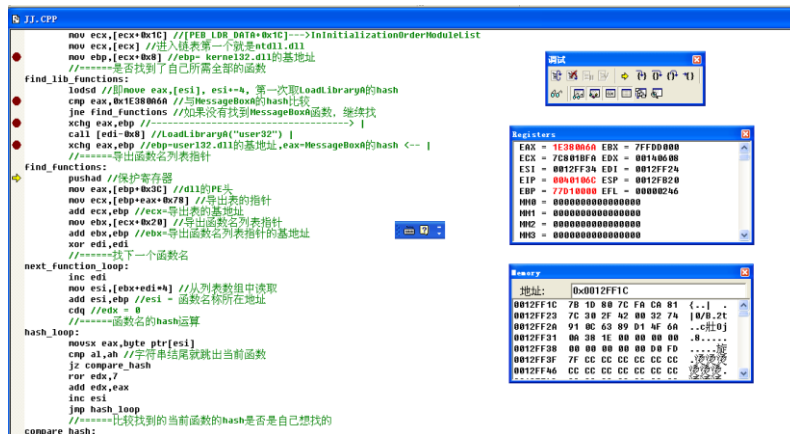 JJ.CPP
mov ecx,[ecx+0x1C] //[PEB_LDR_DATA+0x1C]--->InInitializationOrderModuleList
mov ecx,[ecx] //进入链表第一个就是ntdll.dll
mov ebp,[ecx+0x8] //ebp= kernel32.dll的基地址
//======是否找到了自己所需全部的函数
find_lib_functions:
lodsd //即move eax,[esi], esi+=4, 第一次取LoadLibraryA的hash
cmp eax,0x1E380A6A //与MessageBoxA的hash比较
jne find_functions //如果没有找到MessageBoxA函数，继续找
xchg eax,ebp //------------------------------------> |
call [edi-0x8] //LoadLibraryA("user32") |
xchg eax,ebp //ebp=user132.dll的基地址,eax=MessageBoxA的hash <-- |
//======导出函数名列表指针
find_functions:
pushad //保护寄存器
mov eax,[ebp+0x3C] //dll的PE头
mov ecx,[ebp+eax+0x78] //导出表的指针
add ecx,ebp //ecx=导出表的基地址
mov ebx,[ecx+0x20] //导出函数名列表指针
add ebx,ebp //ebx=导出函数名列表指针的基地址
xor edi,edi
//======找下一个函数名
next_function_loop:
inc edi
mov esi,[ebx+edi*4] //从列表数组中读取
add esi,ebp //esi = 函数名称所在地址
cdq //edx = 0
//======函数名的hash运算
hash_loop:
movsx eax,byte ptr[esi]
cmp al,ah //字符串结尾就跳出当前函数
jz compare_hash
ror edx,7
add edx,eax
inc esi
jmp hash_loop
//======比较找到的当前函数的hash是否是自己想找的
compare_hash:
调试
Registers
EAX = 1E380A6A EBX = 7FFDD000
ECX = 7C801BFA EDX = 00140608
ESI = 0012FF34 EDI = 0012FF24
EIP = 0040106C ESP = 0012FB20
EBP = 77D10000 EFL = 00000246
MM0 = 0000000000000000
MM1 = 0000000000000000
MM2 = 0000000000000000
MM3 = 0000000000000000
Memory
地址: 0x0012FF1C
0012FF1C 7B 1D 80 7C FA CA 81 {..| .
0012FF23 7C 30 2F 42 00 32 74 |0/B.2t
0012FF2A 91 0C 63 89 D1 4F 6A ..c壯Oj
0012FF31 0A 38 1E 00 00 00 00 .8.....
0012FF38 00 00 00 00 00 D0 FD .....旋
0012FF3F 7F CC CC CC CC CC CC .烫烫烫
0012FF46 CC CC CC CC CC CC CC 烫烫烫.